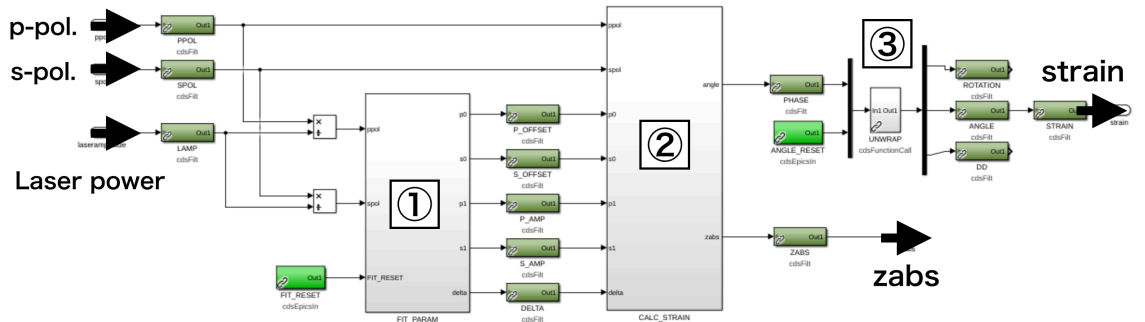 p-pol.
Out1
PPOL
cdsFilt
s-pol.
Out1
SPOL
cdsFilt
Out1
LAMP
cdsFilt
Laser power
×
÷
×
÷
ppol
spol
FIT_RESET
①
p0
s0
p1
s1
delta
FIT_PARAM
Out1
FIT_RESET
cdsEpicsIn
Out1
P_OFFSET
cdsFilt
Out1
S_OFFSET
cdsFilt
Out1
P_AMP
cdsFilt
Out1
S_AMP
cdsFilt
Out1
DELTA
cdsFilt
ppol
spol
p0
s0
p1
s1
delta
②
angle
zabs
CALC_STRAIN
Out1
PHASE
cdsFilt
Out1
ANGLE_RESET
cdsEpicsIn
③
In1 Out1
UNWRAP
cdsFunctionCall
Out1
ROTATION
cdsFilt
Out1
ANGLE
cdsFilt
Out1
DD
cdsFilt
STRAIN
cdsFilt
strain
strain
Out1
ZABS
cdsFilt
zabs